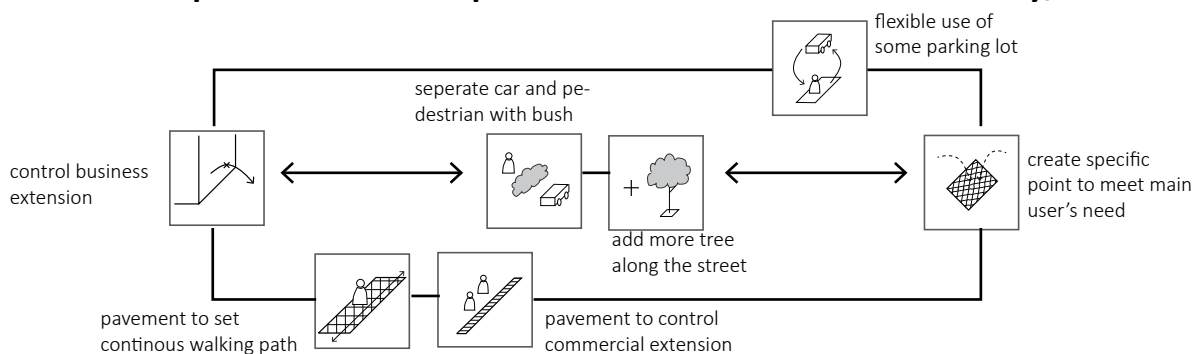 flexible use of
some parking lot
seperate car and pe-
destrian with bush
control business
extension
create specific
point to meet main
user's need
add more tree
along the street
pavement to set
continous walking path
pavement to control
commercial extension